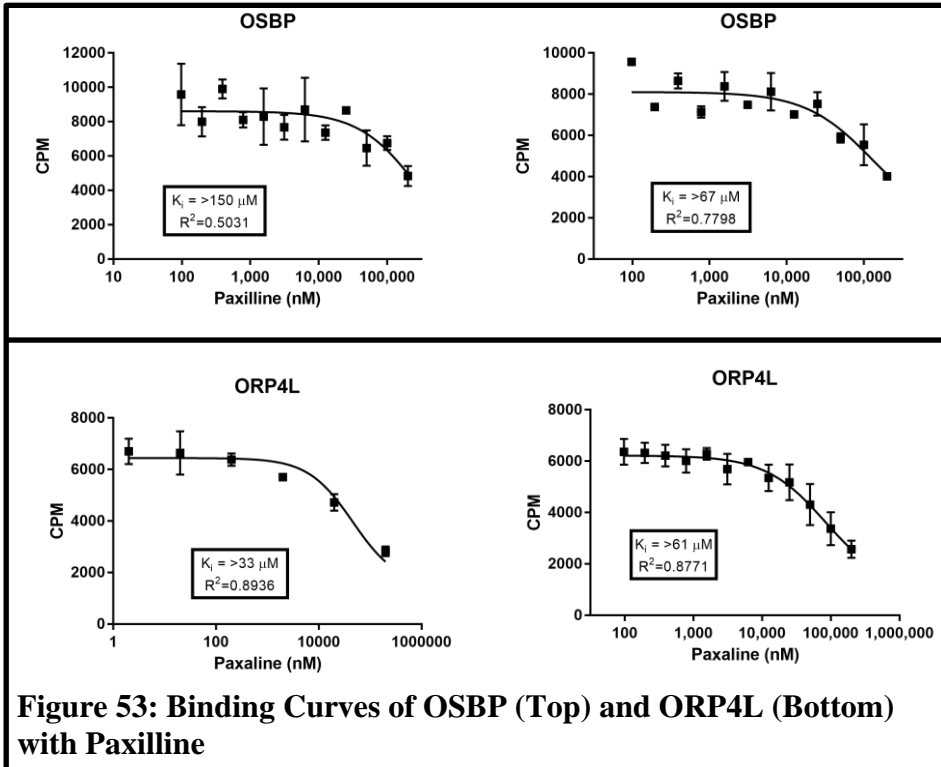 OSBP
12000
10000
8000
6000
4000
2000
0
CPM
10 100 1,000 10,000 100,000
Paxilline (nM)
Ki = >150 μM
R²=0.5031
OSBP
10000
8000
6000
4000
2000
0
CPM
100 1,000 10,000 100,000
Paxiline (nM)
Ki = >67 μM
R²=0.7798
ORP4L
8000
6000
4000
2000
0
CPM
1 100 10000 1000000
Paxaline (nM)
Ki = >33 μM
R²=0.8936
ORP4L
8000
6000
4000
2000
0
CPM
100 1,000 10,000 100,000 1,000,000
Paxaline (nM)
Ki = >61 μM
R²=0.8771
Figure 53: Binding Curves of OSBP (Top) and ORP4L (Bottom)
with Paxilline